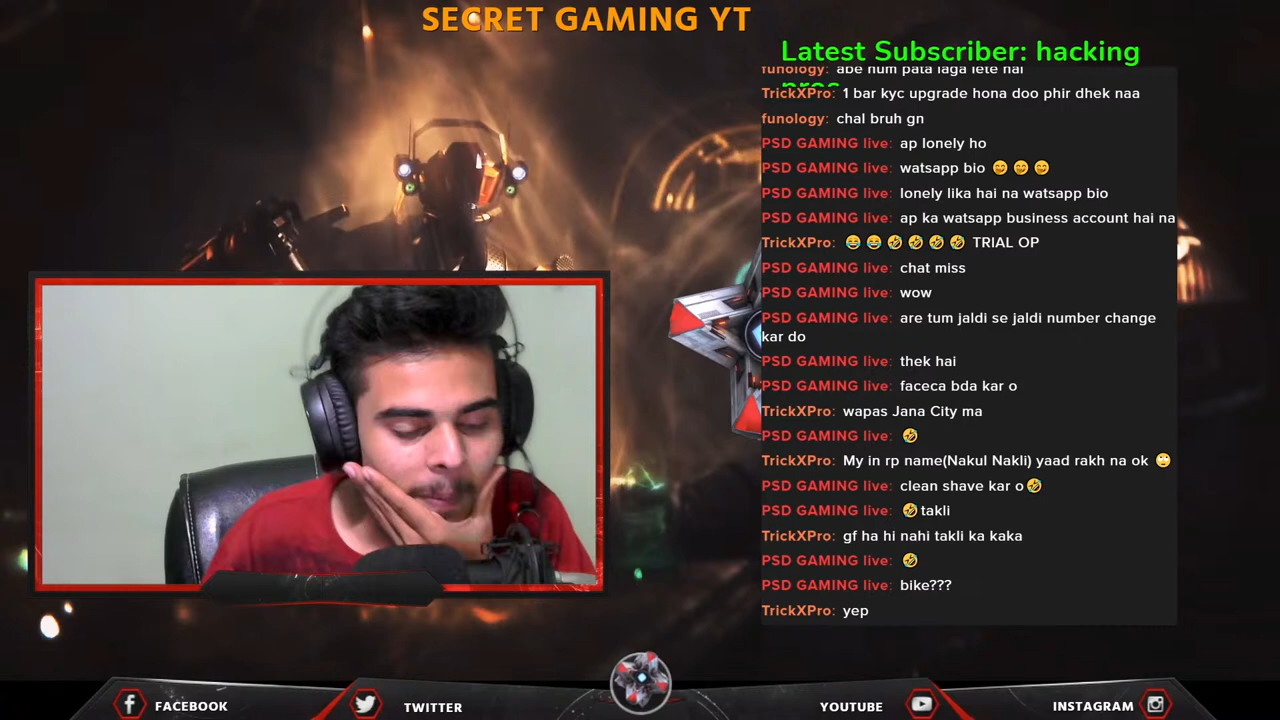 SECRET GAMING YT
Latest Subscriber: hacking
pros
funology: abe hum pata laga lete hai
TrickXPro: 1 bar kyc upgrade hona doo phir dhek naa
funology: chal bruh gn
PSD GAMING live: ap lonely ho
PSD GAMING live: watsapp bio 😊 😊 😊
PSD GAMING live: lonely lika hai na watsapp bio
PSD GAMING live: ap ka watsapp business account hai na
TrickXPro: 😂 😂 🤣 🤣 🤣 🤣 TRIAL OP
PSD GAMING live: chat miss
PSD GAMING live: wow
PSD GAMING live: are tum jaldi se jaldi number change
kar do
PSD GAMING live: thek hai
PSD GAMING live: faceca bda kar o
TrickXPro: wapas Jana City ma
PSD GAMING live: 🤣
TrickXPro: My in rp name(Nakul Nakli) yaad rakh na ok 🙄
PSD GAMING live: clean shave kar o🤣
PSD GAMING live: 🤣takli
TrickXPro: gf ha hi nahi takli ka kaka
PSD GAMING live: 🤣
PSD GAMING live: bike???
TrickXPro: yep
FACEBOOK
TWITTER
YOUTUBE
INSTAGRAM